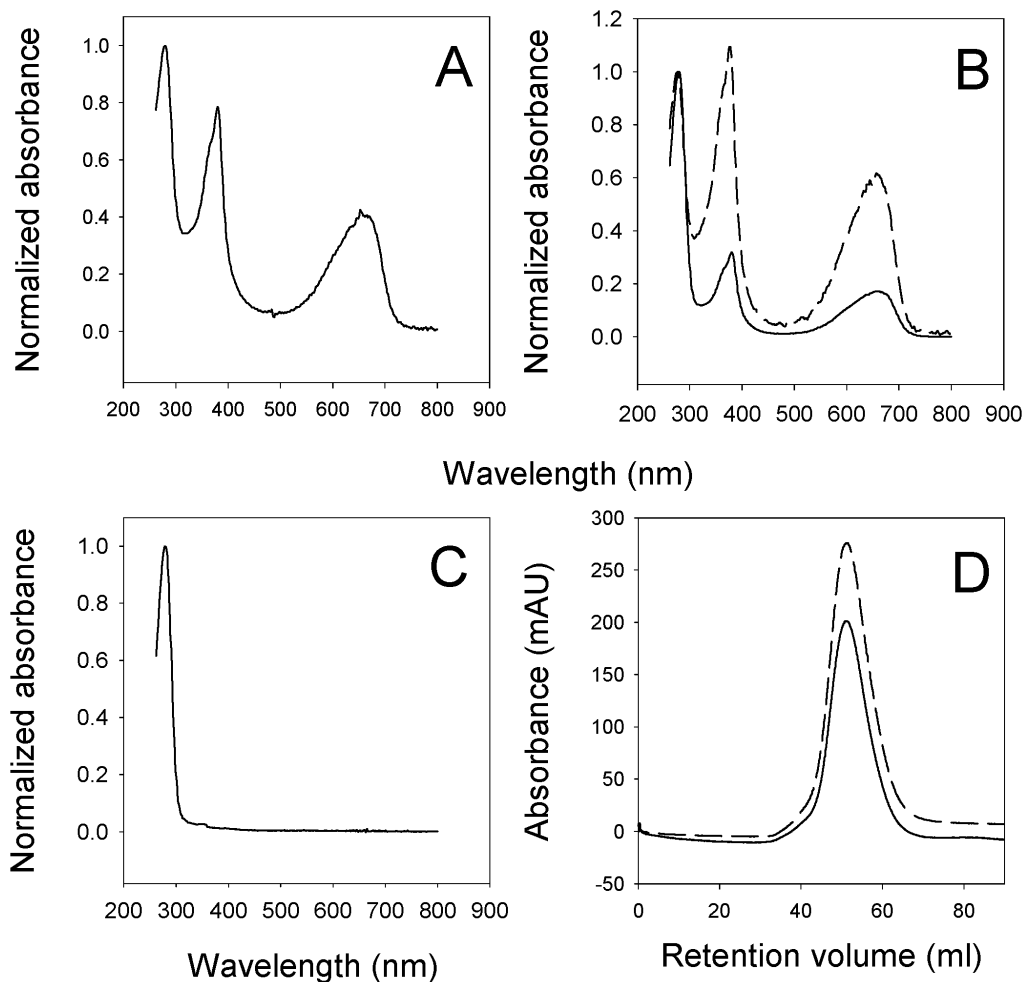 A
Normalized absorbance
1.0
0.8
0.6
0.4
0.2
0.0
200 300 400 500 600 700 800 900
B
Normalized absorbance
1.2
1.0
0.8
0.6
0.4
0.2
0.0
200 300 400 500 600 700 800 900
Wavelength (nm)
C
Normalized absorbance
1.0
0.8
0.6
0.4
0.2
0.0
200 300 400 500 600 700 800 900
Wavelength (nm)
D
Absorbance (mAU)
300
250
200
150
100
50
0
-50
0 20 40 60 80
Retention volume (ml)